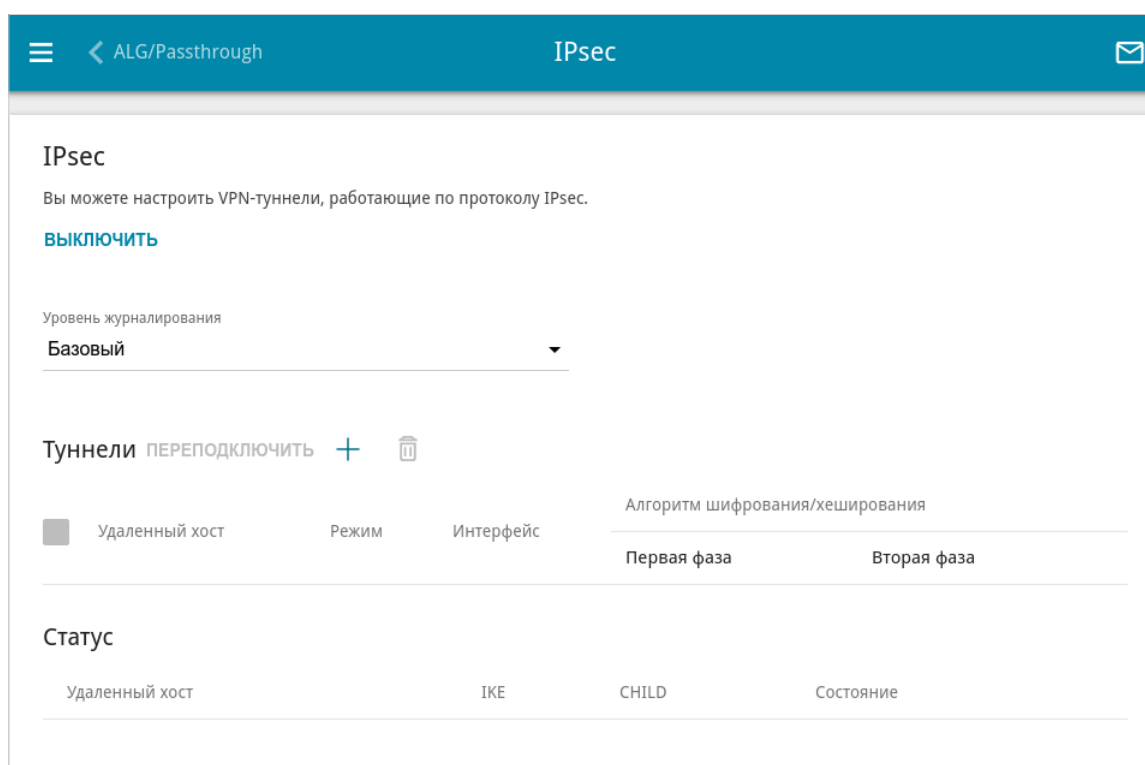 ALG/Passthrough
IPsec
IPsec
Вы можете настроить VPN-туннели, работающие по протоколу IPsec.
ВЫКЛЮЧИТЬ
Уровень журналирования
Базовый
Туннели ПЕРЕПОДКЛЮЧИТЬ
Алгоритм шифрования/хеширования
Удаленный хост Режим Интерфейс
Первая фаза Вторая фаза
Статус
Удаленный хост IKE CHILD Состояние